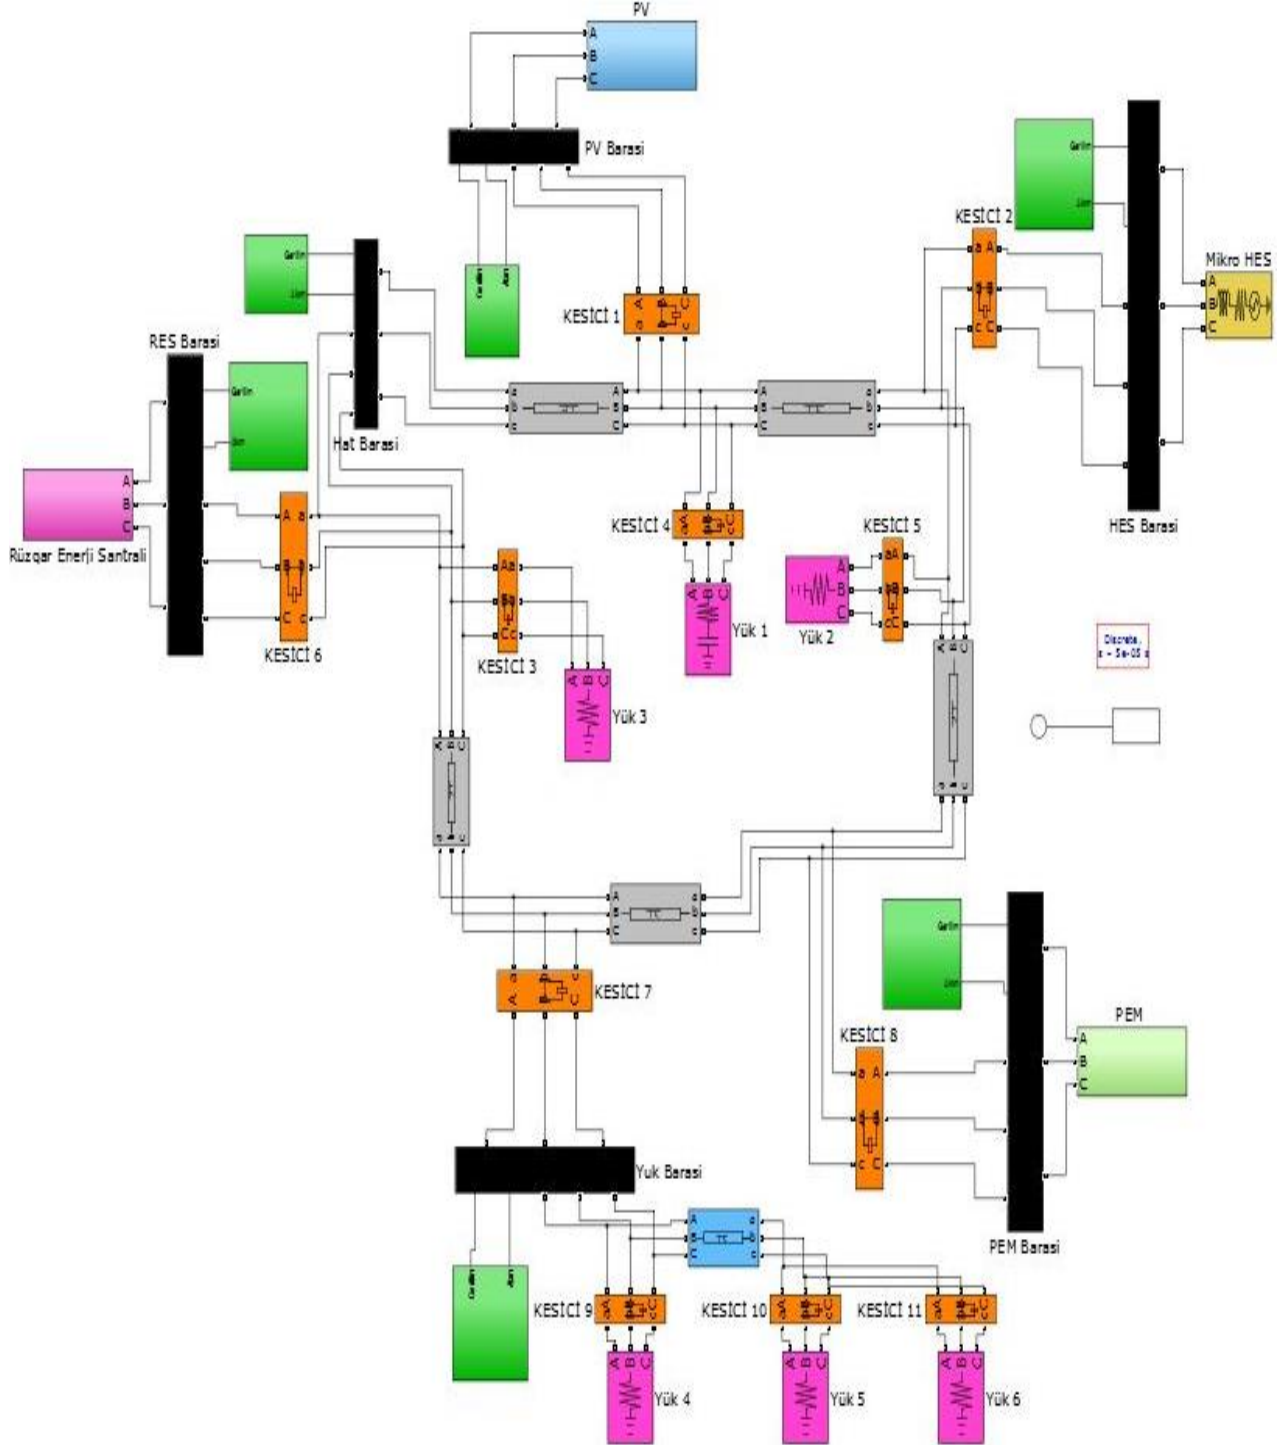 PV
A
B
C
PV Barasi
KESİCİ 1
A B C
a c
KESİCİ 2
a A
c C
Mikro HES
A
B
C
HES Barasi
RES Barasi
Hat Barasi
A
B
C
Rüzgar Enerji Santrali
KESİCİ 6
A a
C c
KESİCİ 3
A a
C c
A B C
Yük 3
A
B
C
a
b
c
A
B
C
a
b
c
KESİCİ 4
A B C
Yük 1
KESİCİ 5
A
B
C
Yük 2
Discrete,
A B C
a b c
A B C
a b c
A
B
C
a
b
c
KESİCİ 7
A B C
KESİCİ 8
a A
c C
PEM
A
B
C
PEM Barasi
Yuk Barasi
A
B
C
a
b
c
KESİCİ 9
KESİCİ 10
KESİCİ 11
A B C
Yük 4
A B C
Yük 5
A B C
Yük 6